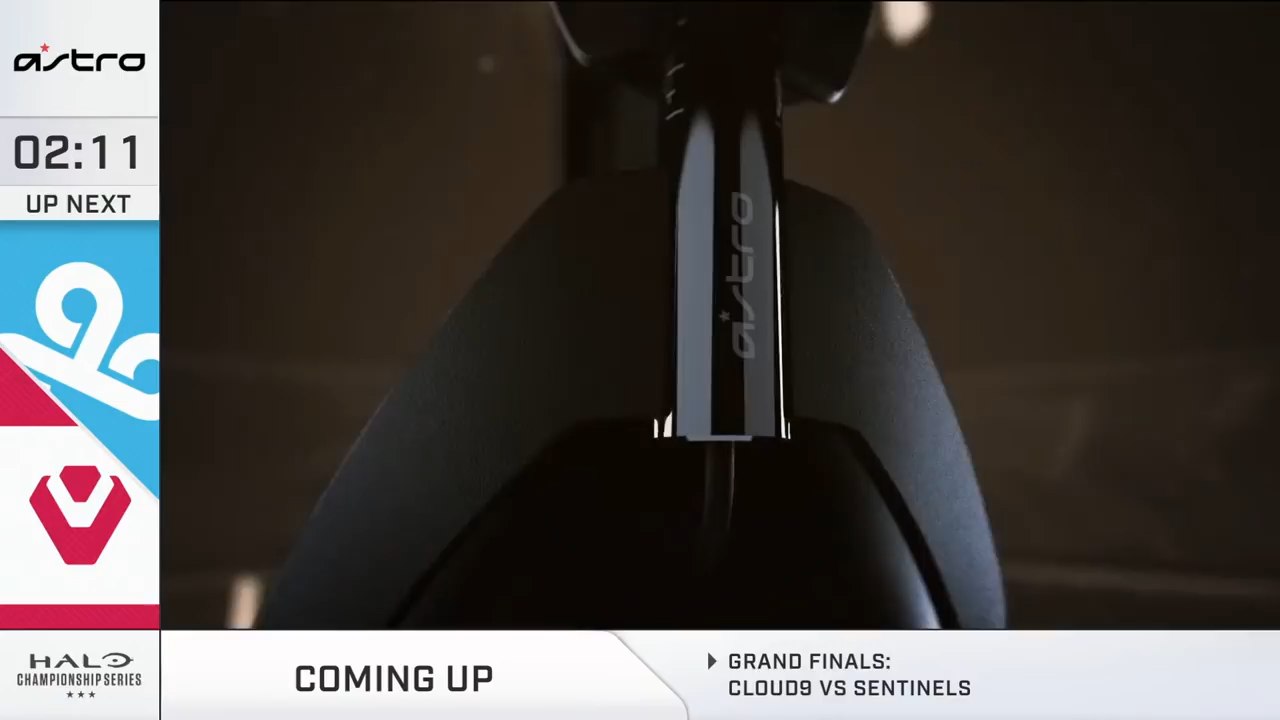 astro
02:11
UP NEXT
astro
HALO
CHAMPIONSHIP SERIES
COMING UP
GRAND FINALS:
CLOUD9 VS SENTINELS